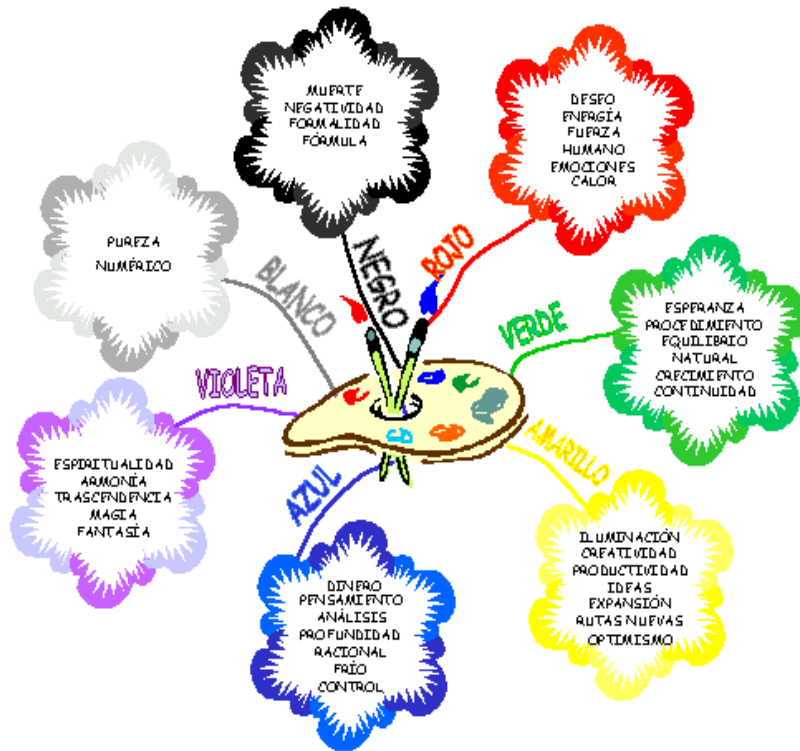 NEGRO
MUERTE
NEGATIVIDAD
FORMALIDAD
FÓRMULA
ROJO
DESEO
ENERGÍA
FUERZA
HUMANO
EMOCIONES
CALOR
VERDE
ESPERANZA
PROCEDIMIENTO
EQUILIBRIO
NATURAL
CRECIMIENTO
CONTINUIDAD
AMARILLO
ILUMINACIÓN
CREATIVIDAD
PRODUCTIVIDAD
IDEAS
EXPANSIÓN
RUTAS NUEVAS
OPTIMISMO
AZUL
DINERO
PENSAMIENTO
ANÁLISIS
PROFUNDIDAD
RACIONAL
FRÍO
CONTROL
VIOLETA
ESPIRITUALIDAD
ARMONÍA
TRASCENDENCIA
MAGIA
FANTASÍA
BLANCO
PUREZA
NUMÉRICO